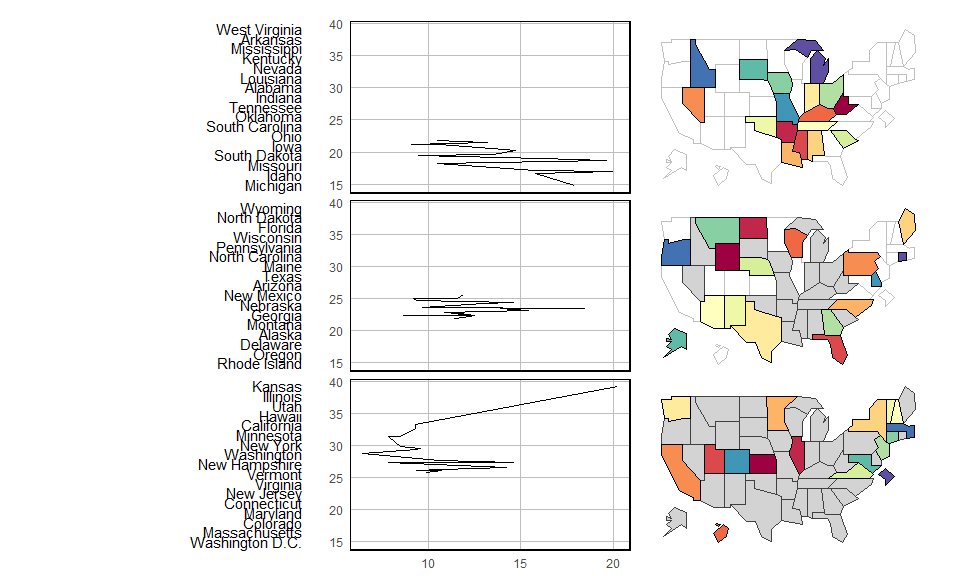 West Virginia
Arkansas
Mississippi
Kentucky
Nevada
Louisiana
Alabama
Indiana
Tennessee
Oklahoma
South Carolina
Ohio
Iowa
South Dakota
Missouri
Idaho
Michigan
40
35
30
25
20
15
Wyoming
North Dakota
Florida
Wisconsin
Pennsylvania
North Carolina
Maine
Texas
Arizona
New Mexico
Nebraska
Georgia
Montana
Alaska
Delaware
Oregon
Rhode Island
40
35
30
25
20
15
Kansas
Illinois
Utah
Hawaii
California
Minnesota
New York
Washington
New Hampshire
Vermont
Virginia
New Jersey
Connecticut
Maryland
Colorado
Massachusetts
Washington D.C.
40
35
30
25
20
15
10 15 20